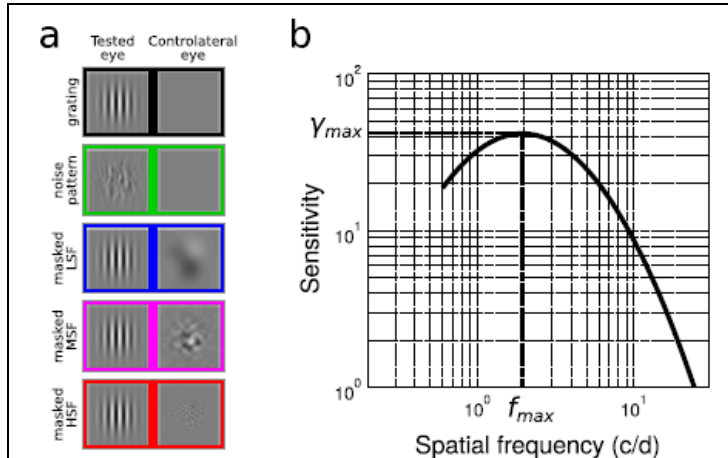 a
Tested eye
Controlateral eye
grating
noise pattern
masked LSF
masked MSF
masked HSF
b
10²
γmax
10¹
10⁰
Sensitivity
10⁰
fmax
10¹
Spatial frequency (c/d)